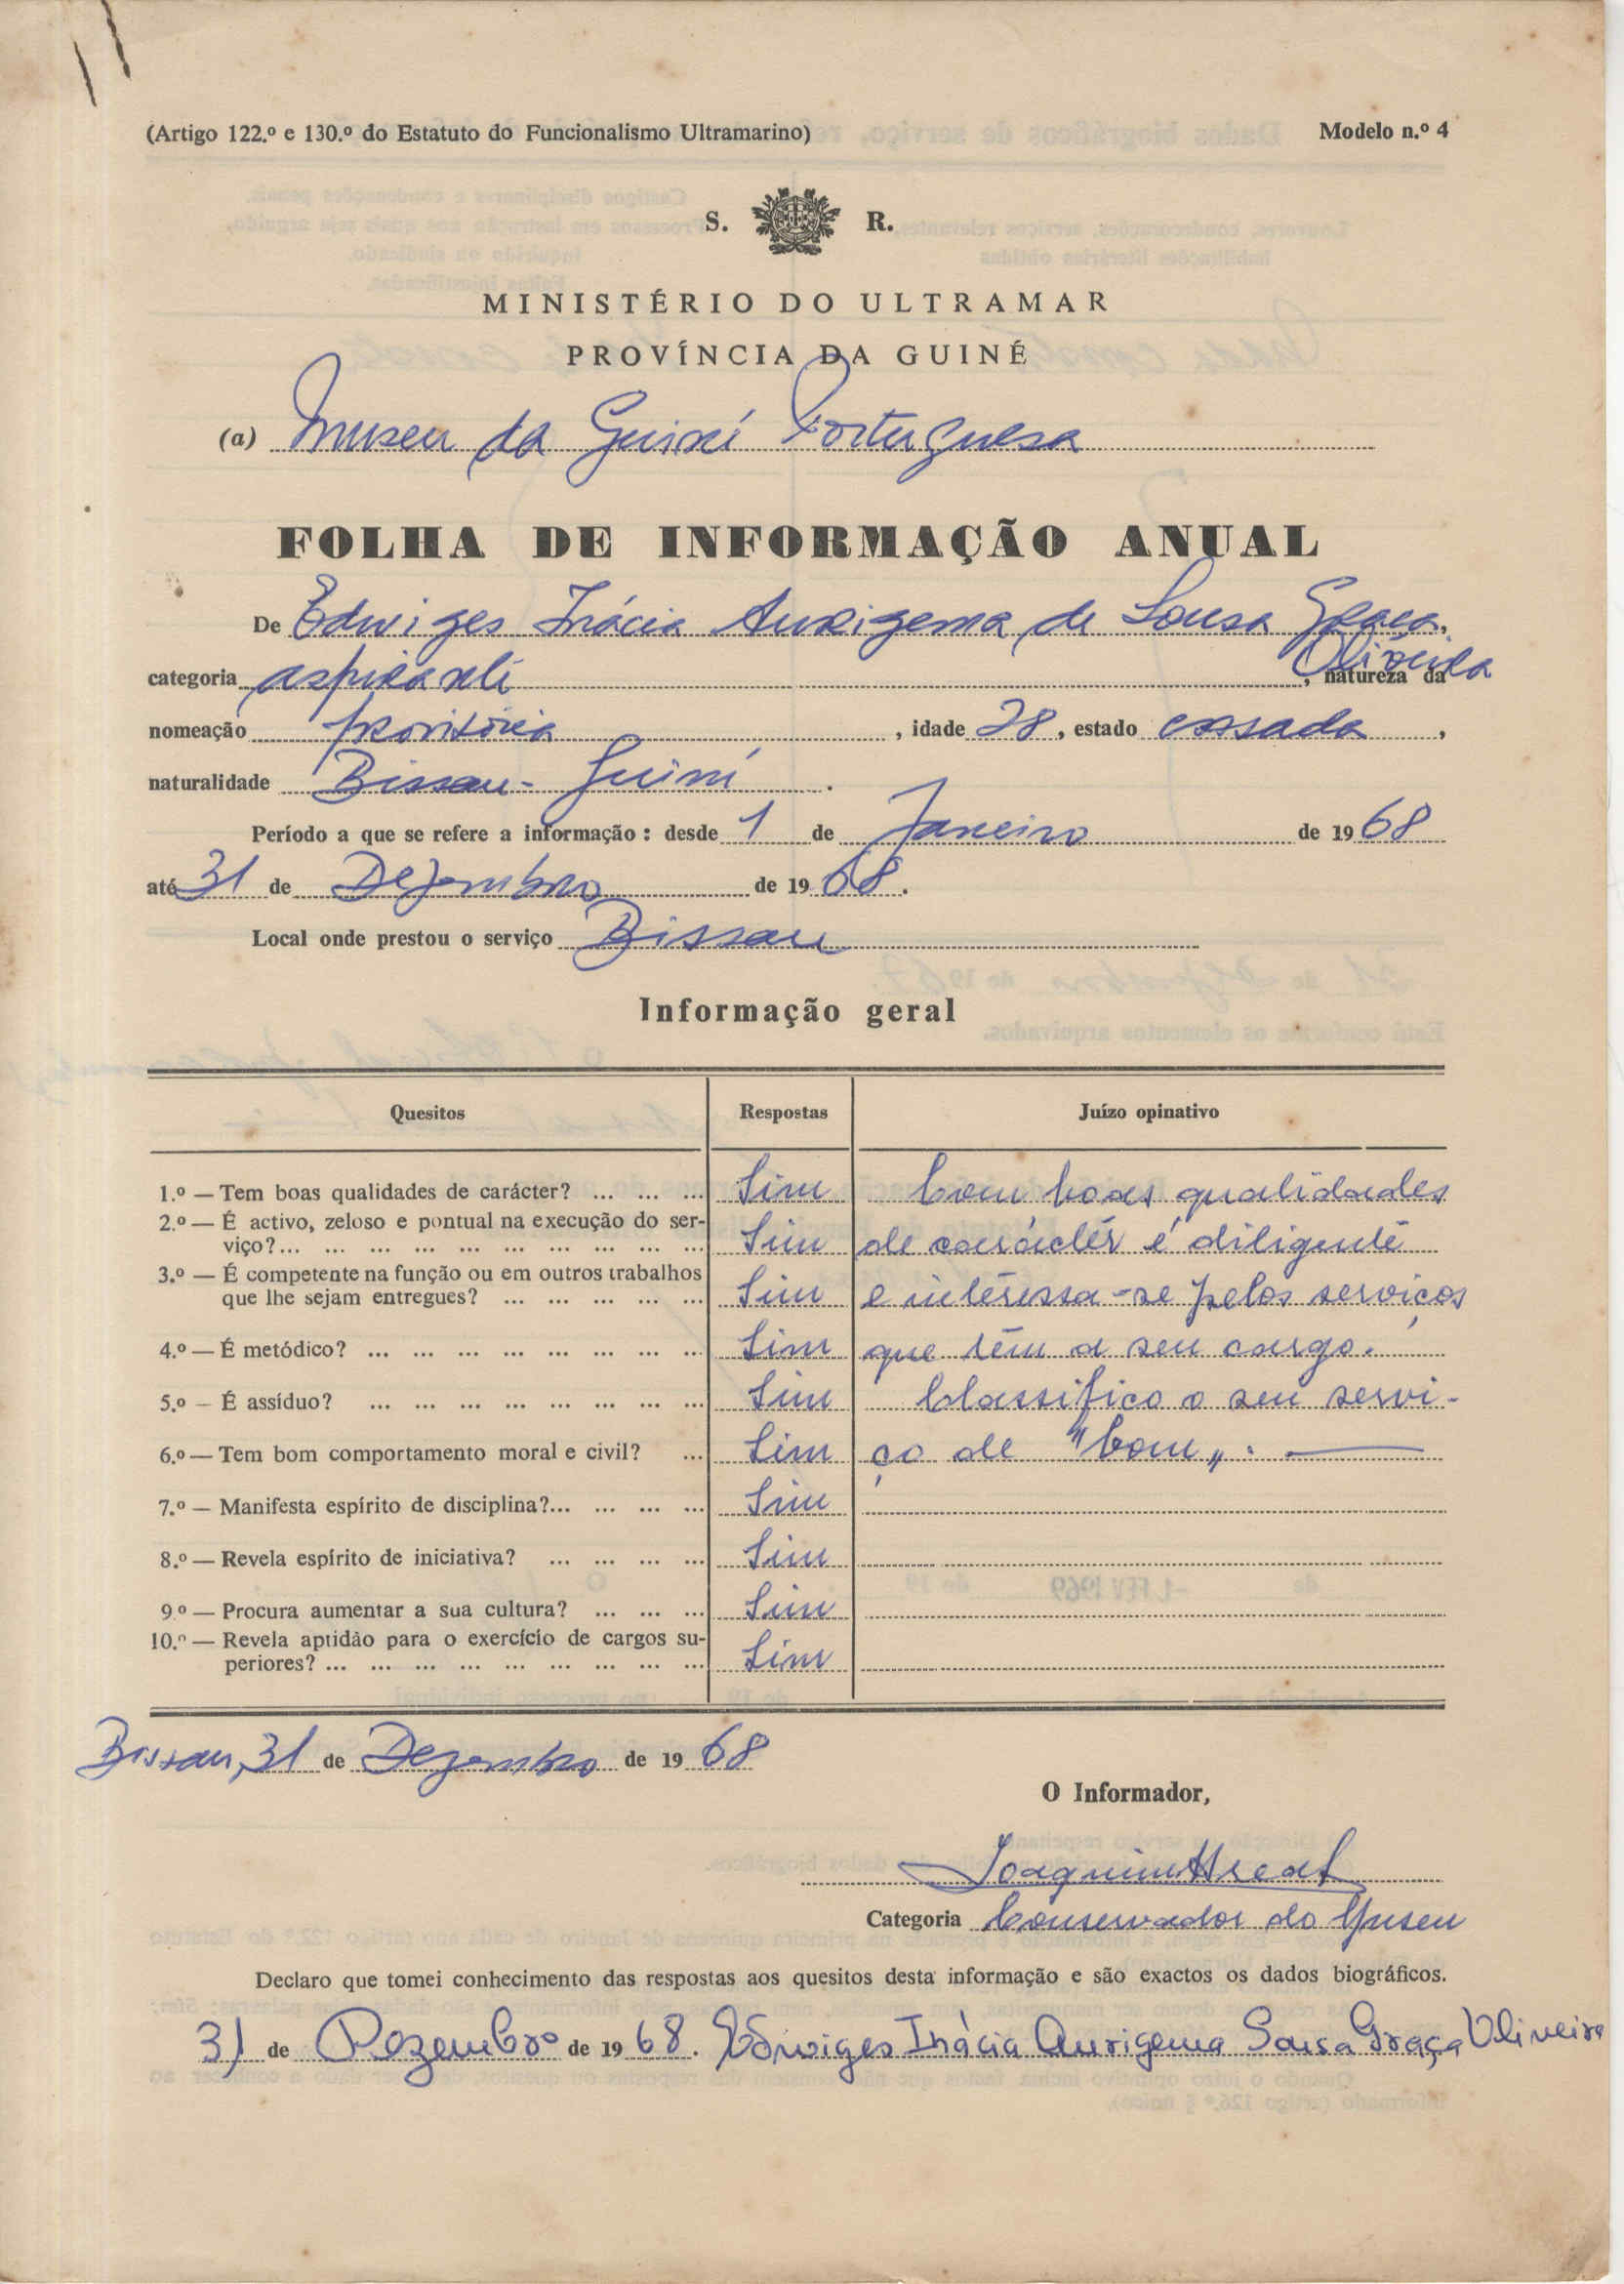 (Artigo 122.º e 130.º do Estatuto do Funcionalismo Ultramarino) Modelo n.º 4
S. R.
MINISTÉRIO DO ULTRAMAR
PROVÍNCIA DA GUINÉ
(a) Museu da Guiné Portuguesa
FOLHA DE INFORMAÇÃO ANUAL
De Edwiges Inácia Aurigema de Sousa Graça
Oliveira
categoria aspirante, natureza da
nomeação provisória, idade 28, estado cassada,
naturalidade Bissau - Guiné.
Período a que se refere a informação: desde 1 de Janeiro de 1968
até 31 de Dezembro de 1968.
Local onde prestou o serviço Bissau
Informação geral
Quesitos Respostas Juízo opinativo
1.º — Tem boas qualidades de carácter? ... ... ... Sim Com boas qualidades
2.º — É activo, zeloso e pontual na execução do ser-
viço?... ... ... ... ... ... ... ... ... ... Sim de carácter é diligente
3.º — É competente na função ou em outros trabalhos
que lhe sejam entregues? ... ... ... ... ... Sim e interessa-se pelos serviços
4.º — É metódico? ... ... ... ... ... ... ... ... Sim que têm a seu cargo.
5.º — É assíduo? ... ... ... ... ... ... ... ... Sim Classifico o seu servi-
6.º — Tem bom comportamento moral e civil? ... Sim ço de "bom„.
7.º — Manifesta espírito de disciplina?... ... ... ... Sim
8.º — Revela espírito de iniciativa? ... ... ... ... Sim
9.º — Procura aumentar a sua cultura? ... ... ... Sim
10.º — Revela aptidão para o exercício de cargos su-
periores? ... ... ... ... ... ... ... ... ... Sim
Bissau, 31 de Dezembro de 1968
O Informador,
Joaquim Areal
Categoria Conservador do Museu
Declaro que tomei conhecimento das respostas aos quesitos desta informação e são exactos os dados biográficos.
31 de Dezembro de 1968. Edwiges Inácia Aurigema Sousa Graça Oliveira